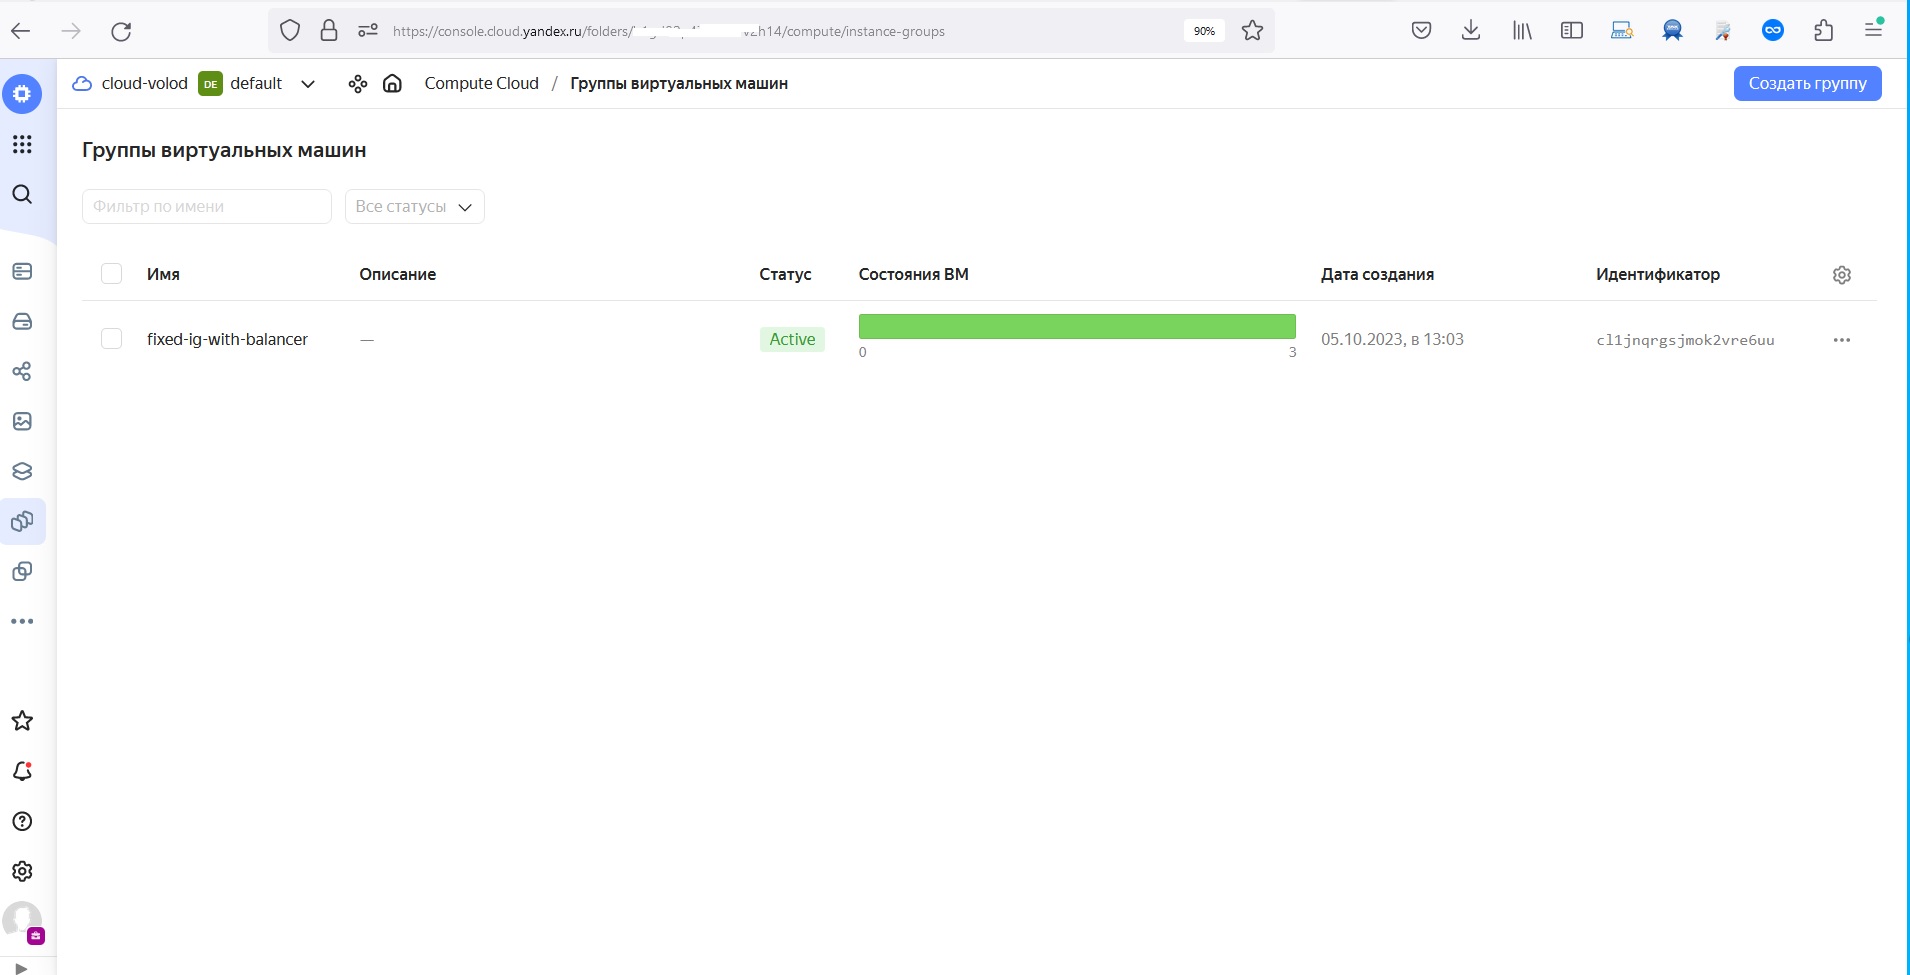 https://console.cloud.yandex.ru/folders/ v2h14/compute/instance-groups
90%
cloud-volod DE default Compute Cloud / Группы виртуальных машин Создать группу
Группы виртуальных машин
Фильтр по имени Все статусы
Имя Описание Статус Состояния ВМ Дата создания Идентификатор
fixed-ig-with-balancer — Active 05.10.2023, в 13:03 cl1jnqrgsjmok2vre6uu
0 3